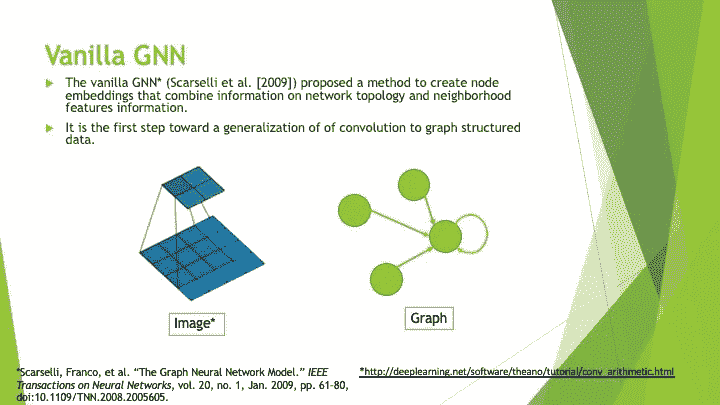 Vanilla GNN
The vanilla GNN* (Scarselli et al. [2009]) proposed a method to create node
embeddings that combine information on network topology and neighborhood
features information.
It is the first step toward a generalization of of convolution to graph structured
data.
Image*
Graph
*Scarselli, Franco, et al. “The Graph Neural Network Model.” IEEE
Transactions on Neural Networks, vol. 20, no. 1, Jan. 2009, pp. 61–80,
doi:10.1109/TNN.2008.2005605.
*http://deeplearning.net/software/theano/tutorial/conv_arithmetic.html